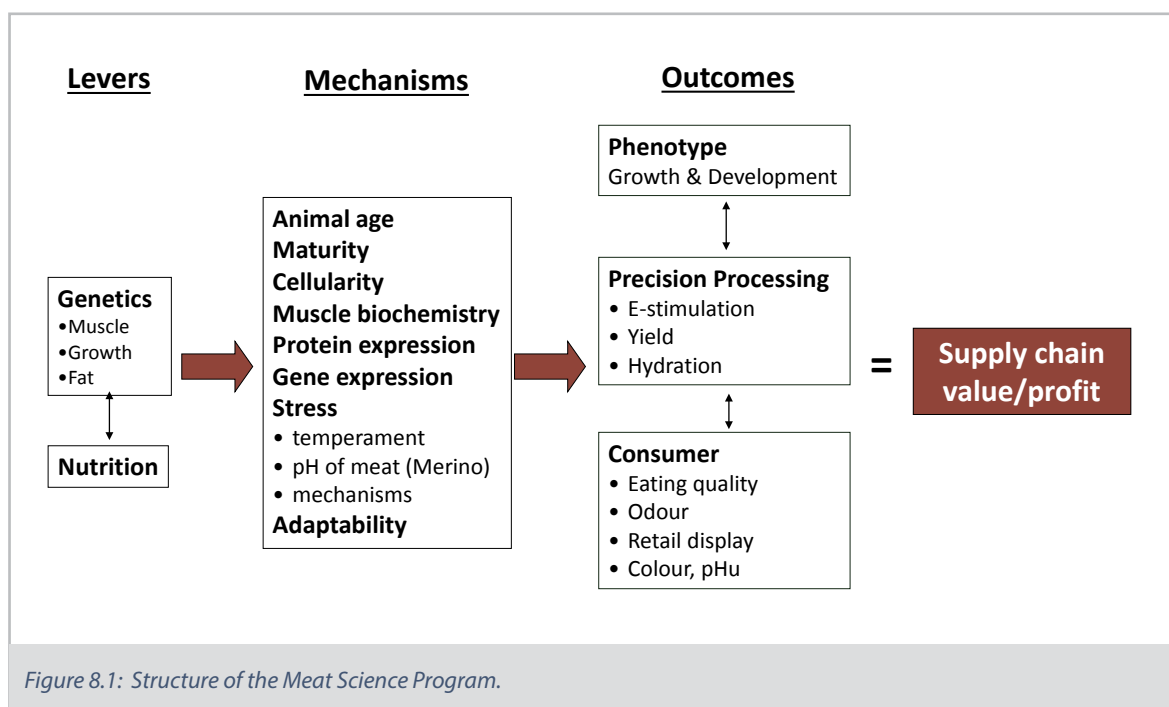 Levers
Mechanisms
Outcomes
Genetics
•Muscle
•Growth
•Fat
Nutrition
Animal age
Maturity
Cellularity
Muscle biochemistry
Protein expression
Gene expression
Stress
• temperament
• pH of meat (Merino)
• mechanisms
Adaptability
Phenotype
Growth & Development
Precision Processing
• E-stimulation
• Yield
• Hydration
Consumer
• Eating quality
• Odour
• Retail display
• Colour, pHu
=
Supply chain
value/profit
Figure 8.1: Structure of the Meat Science Program.